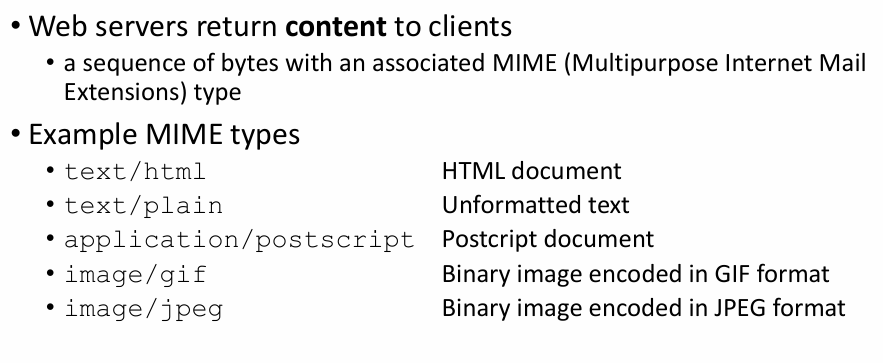 • Web servers return content to clients
• a sequence of bytes with an associated MIME (Multipurpose Internet Mail
Extensions) type
• Example MIME types
• text/html HTML document
• text/plain Unformatted text
• application/postscript Postcript document
• image/gif Binary image encoded in GIF format
• image/jpeg Binary image encoded in JPEG format